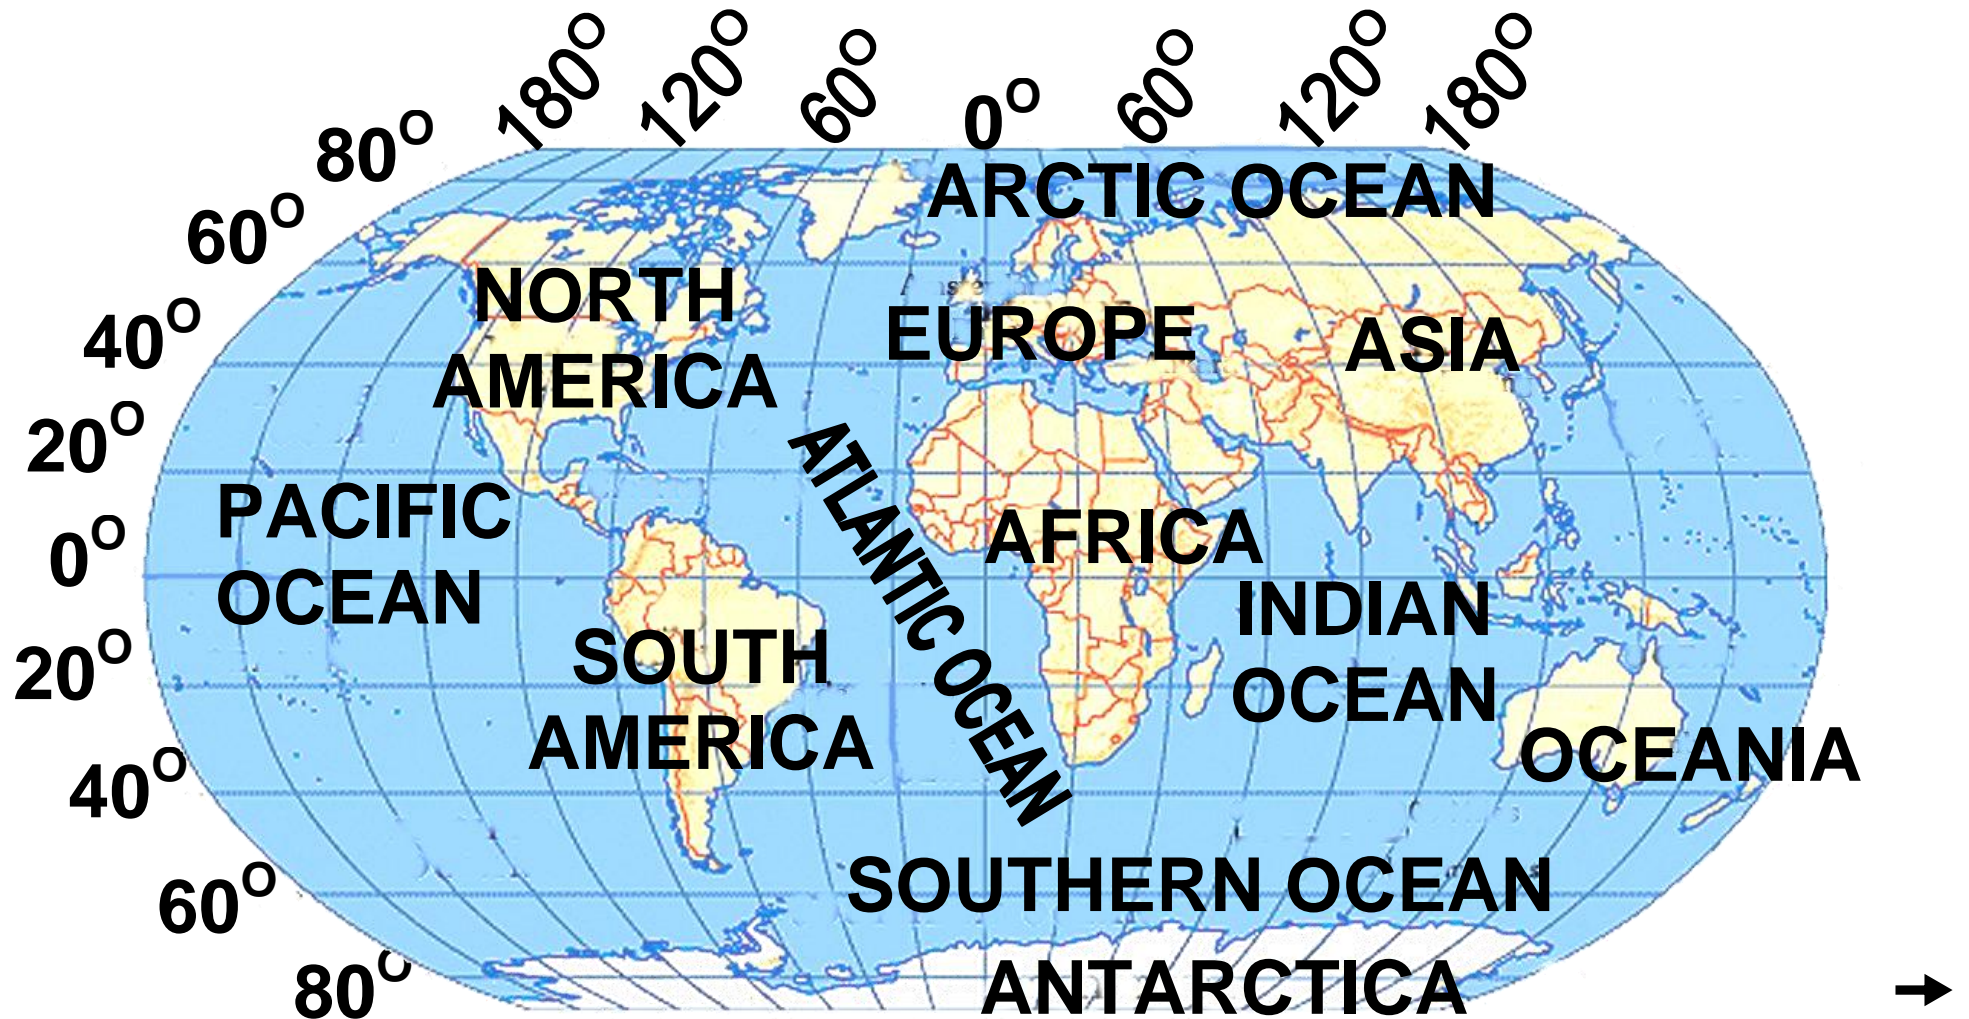 180° 120° 60° 0° 60° 120° 180°
80°
60°
40°
20°
0°
20°
40°
60°
80°
ARCTIC OCEAN
NORTH
AMERICA
EUROPE
ASIA
ATLANTIC OCEAN
PACIFIC
OCEAN
AFRICA
INDIAN
OCEAN
SOUTH
AMERICA
OCEANIA
SOUTHERN OCEAN
ANTARCTICA